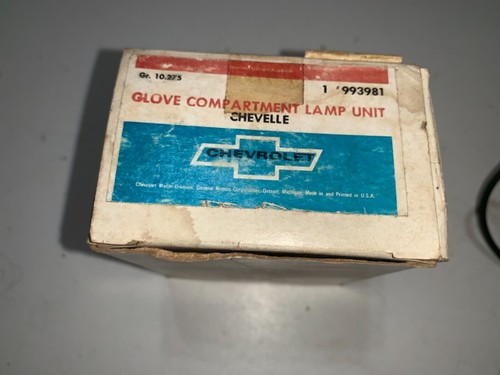 Gr. 10.275
1 993981
GLOVE COMPARTMENT LAMP UNIT
CHEVELLE
CHEVROLET
Chevrolet Motor Division, General Motors Corporation, Detroit, Michigan, Made in and Printed in U.S.A.